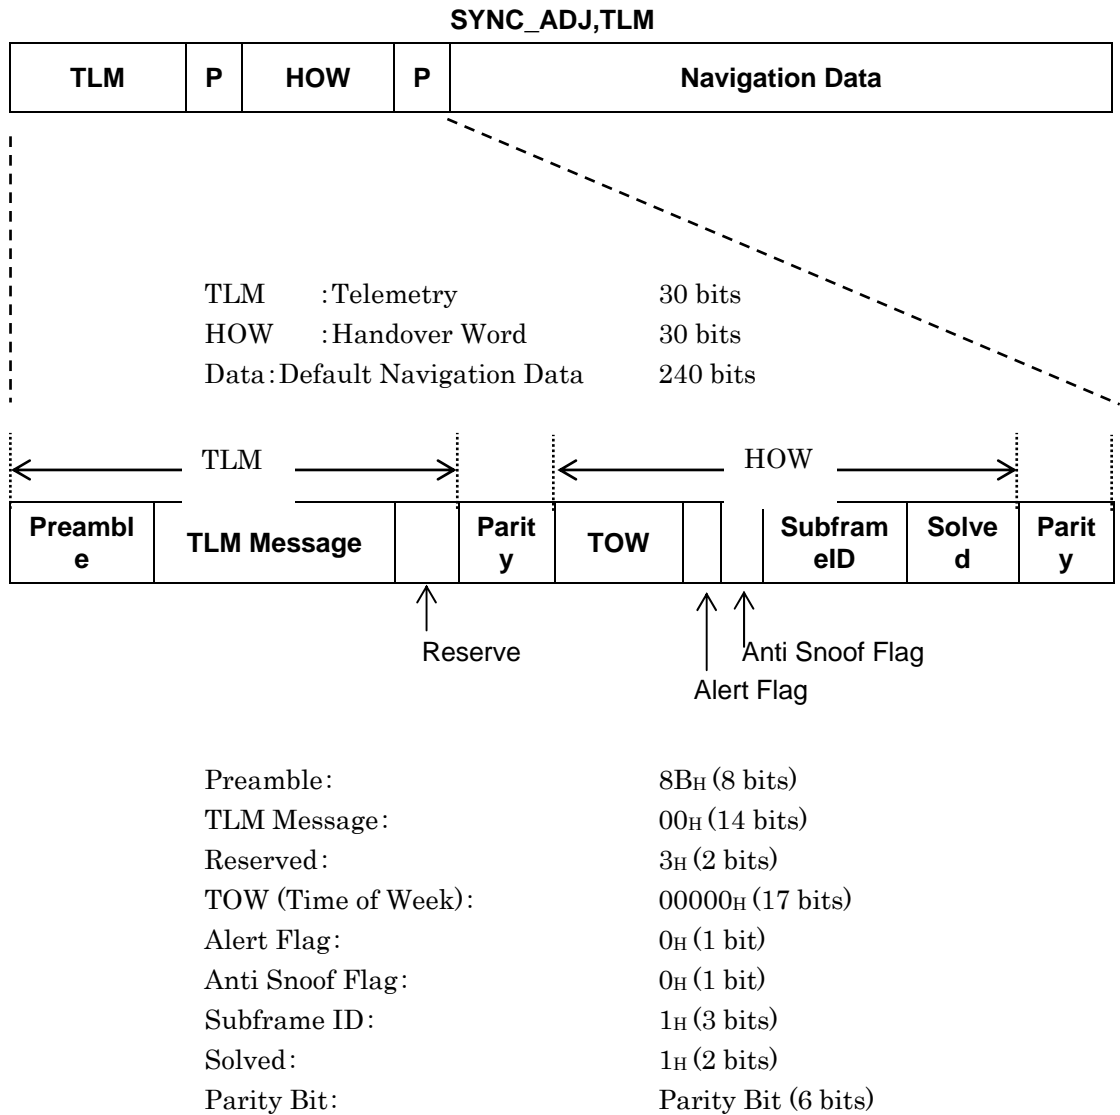 SYNC_ADJ,TLM
TLM P HOW P Navigation Data
TLM :Telemetry 30 bits
HOW :Handover Word 30 bits
Data:Default Navigation Data 240 bits
TLM HOW
Preambl
e
TLM Message
Parit
y
TOW
Subfram
eID
Solve
d
Parit
y
Reserve
Anti Snoof Flag
Alert Flag
Preamble: 8BH (8 bits)
TLM Message: 00H (14 bits)
Reserved: 3H (2 bits)
TOW (Time of Week): 00000H (17 bits)
Alert Flag: 0H (1 bit)
Anti Snoof Flag: 0H (1 bit)
Subframe ID: 1H (3 bits)
Solved: 1H (2 bits)
Parity Bit: Parity Bit (6 bits)